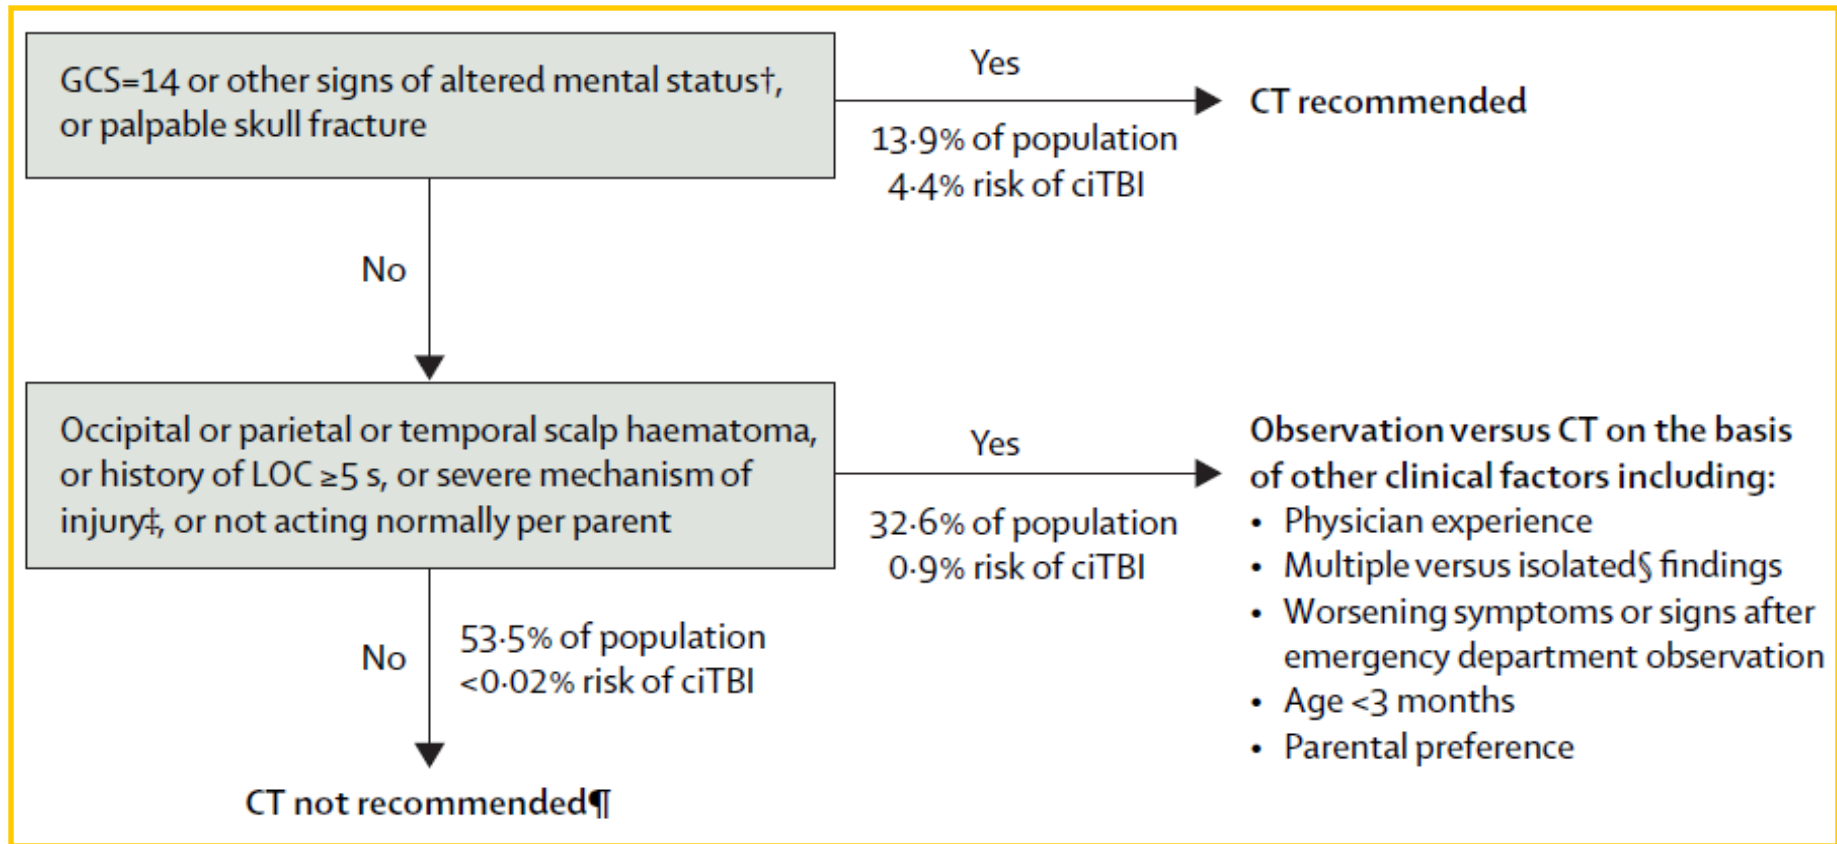 GCS=14 or other signs of altered mental status†,
or palpable skull fracture
Yes
13·9% of population
4·4% risk of ciTBI
CT recommended
No
Occipital or parietal or temporal scalp haematoma,
or history of LOC ≥5 s, or severe mechanism of
injury‡, or not acting normally per parent
Yes
32·6% of population
0·9% risk of ciTBI
Observation versus CT on the basis
of other clinical factors including:
• Physician experience
• Multiple versus isolated§ findings
• Worsening symptoms or signs after
emergency department observation
• Age <3 months
• Parental preference
No
53·5% of population
<0·02% risk of ciTBI
CT not recommended¶